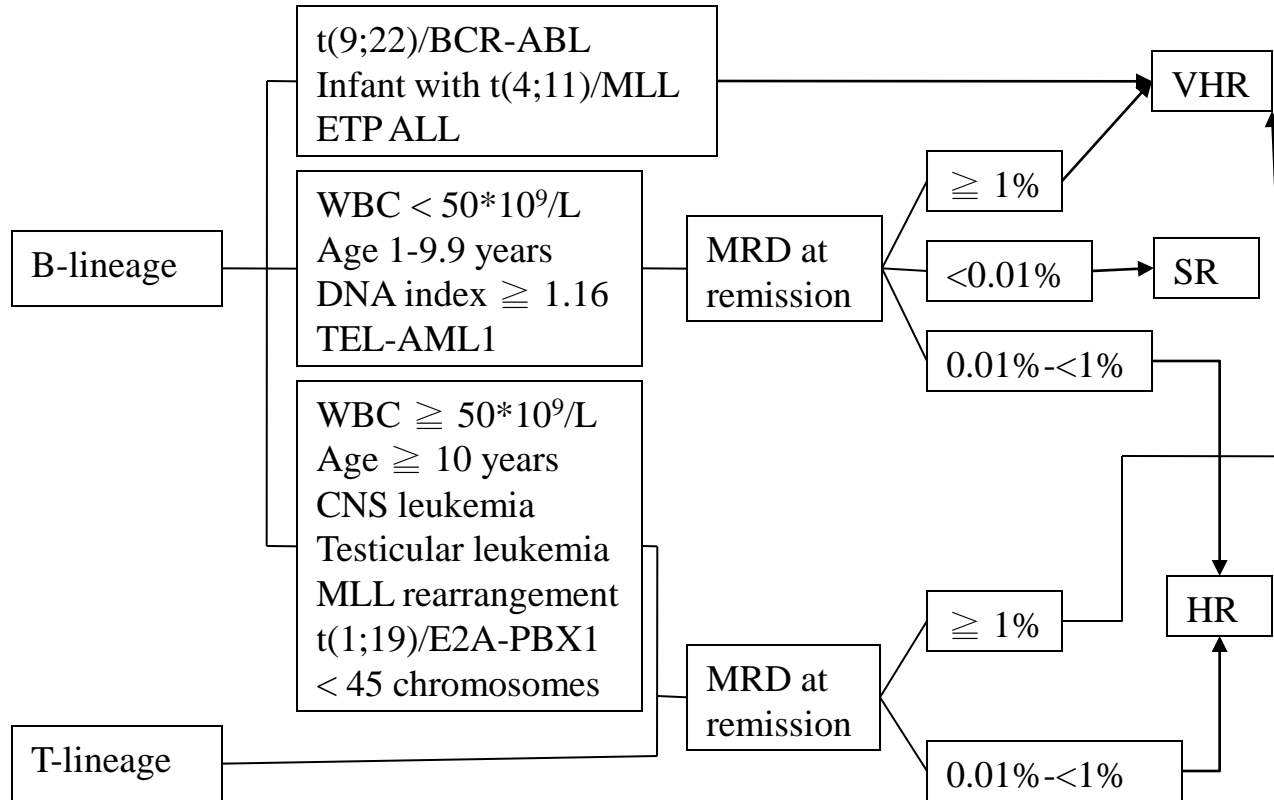 t(9;22)/BCR-ABL
Infant with t(4;11)/MLL
ETP ALL
VHR
B-lineage
WBC < 50*10⁹/L
Age 1-9.9 years
DNA index ≧ 1.16
TEL-AML1
MRD at
remission
≧ 1%
<0.01%
SR
0.01%-<1%
WBC ≧ 50*10⁹/L
Age ≧ 10 years
CNS leukemia
Testicular leukemia
MLL rearrangement
t(1;19)/E2A-PBX1
< 45 chromosomes
T-lineage
MRD at
remission
≧ 1%
HR
0.01%-<1%